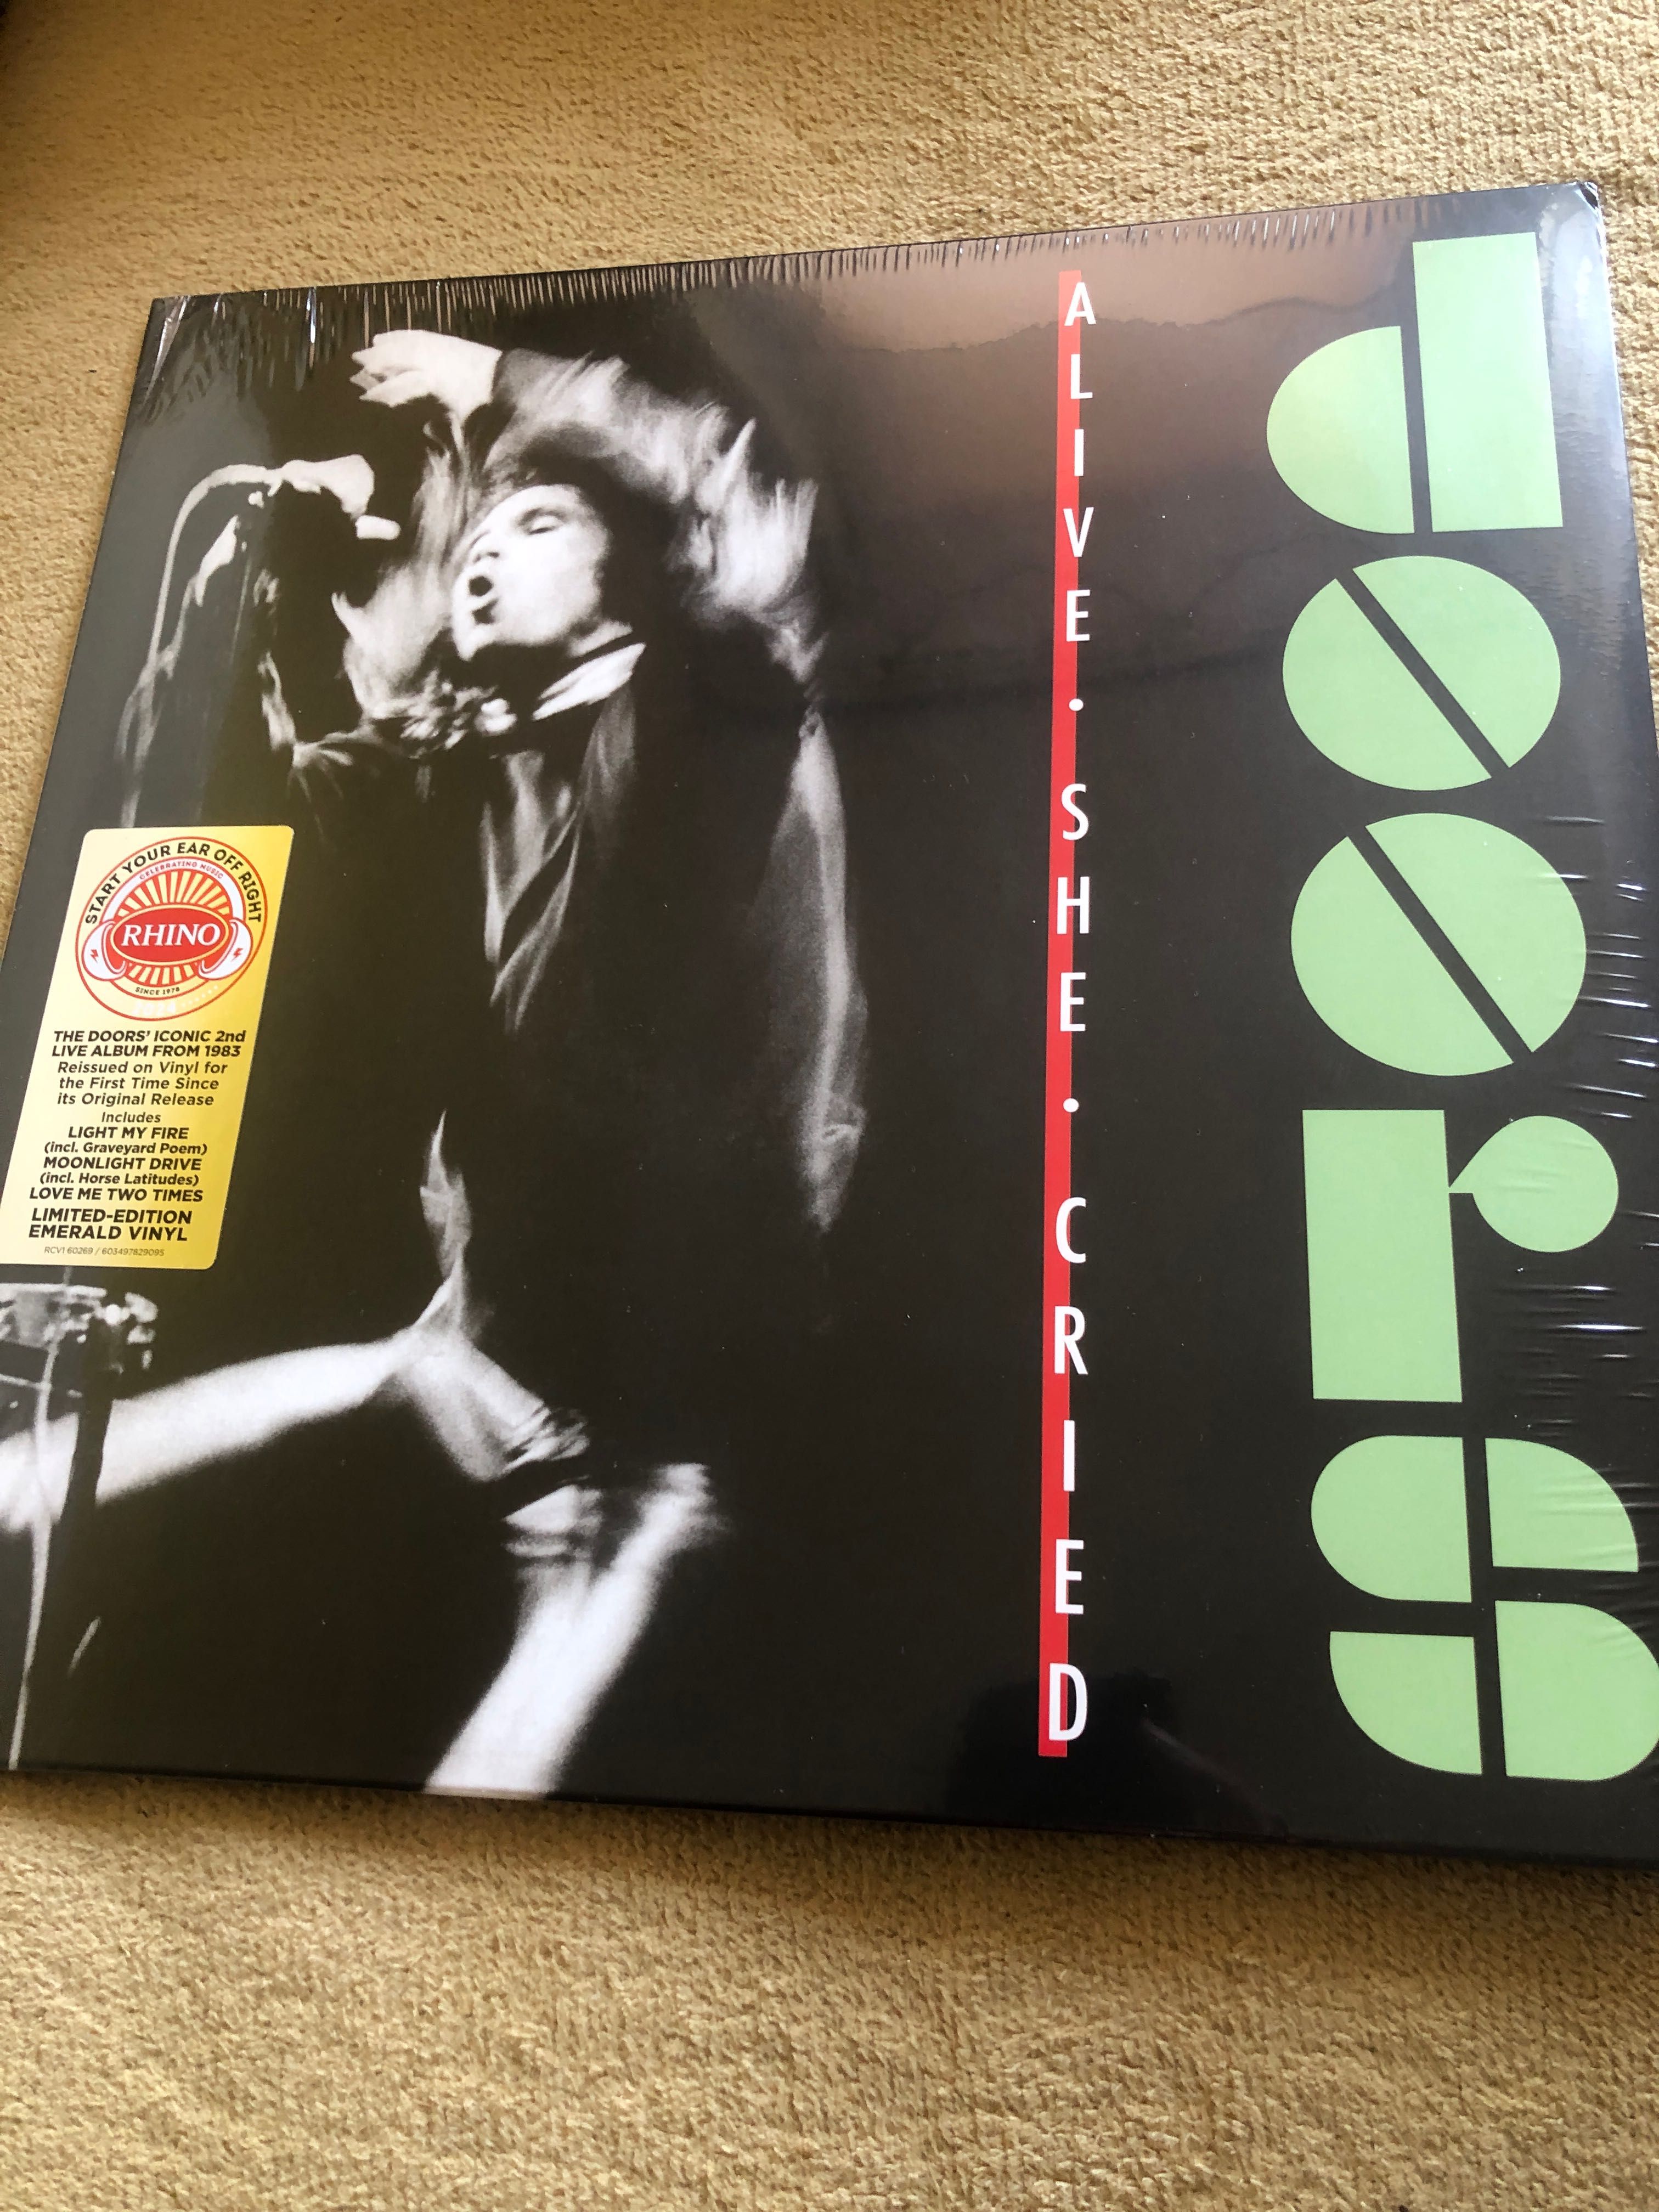 doors
ALIVE · SHE · CRIED
START YOUR EAR OFF RIGHT
CELEBRATING MUSIC
RHINO
SINCE 1978
THE DOORS' ICONIC 2nd
LIVE ALBUM FROM 1983
Reissued on Vinyl for
the First Time Since
its Original Release
Includes
LIGHT MY FIRE
(incl. Graveyard Poem)
MOONLIGHT DRIVE
(incl. Horse Latitudes)
LOVE ME TWO TIMES
LIMITED-EDITION
EMERALD VINYL
RCV1 60269 / 603497829095